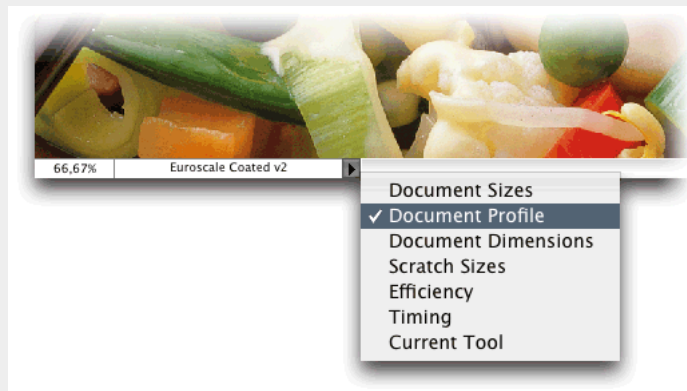 66,67% Euroscale Coated v2
Document Sizes
Document Profile
Document Dimensions
Scratch Sizes
Efficiency
Timing
Current Tool